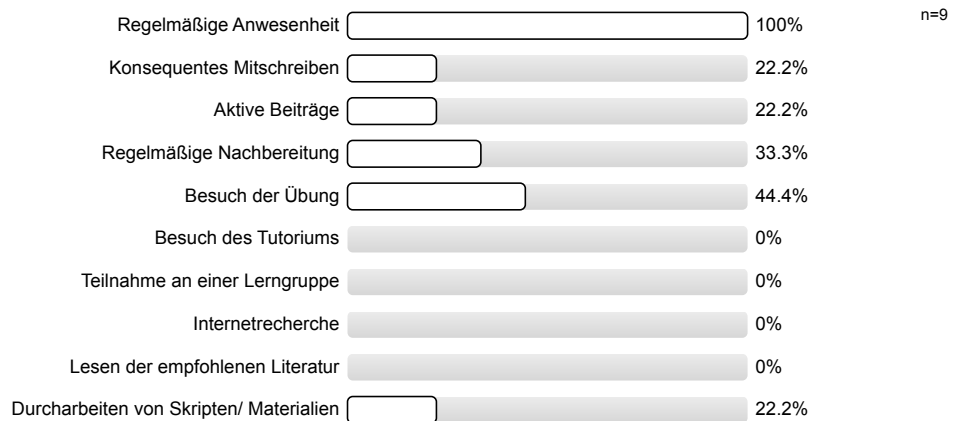 n=9
Regelmäßige Anwesenheit 100%
Konsequentes Mitschreiben 22.2%
Aktive Beiträge 22.2%
Regelmäßige Nachbereitung 33.3%
Besuch der Übung 44.4%
Besuch des Tutoriums 0%
Teilnahme an einer Lerngruppe 0%
Internetrecherche 0%
Lesen der empfohlenen Literatur 0%
Durcharbeiten von Skripten/ Materialien 22.2%